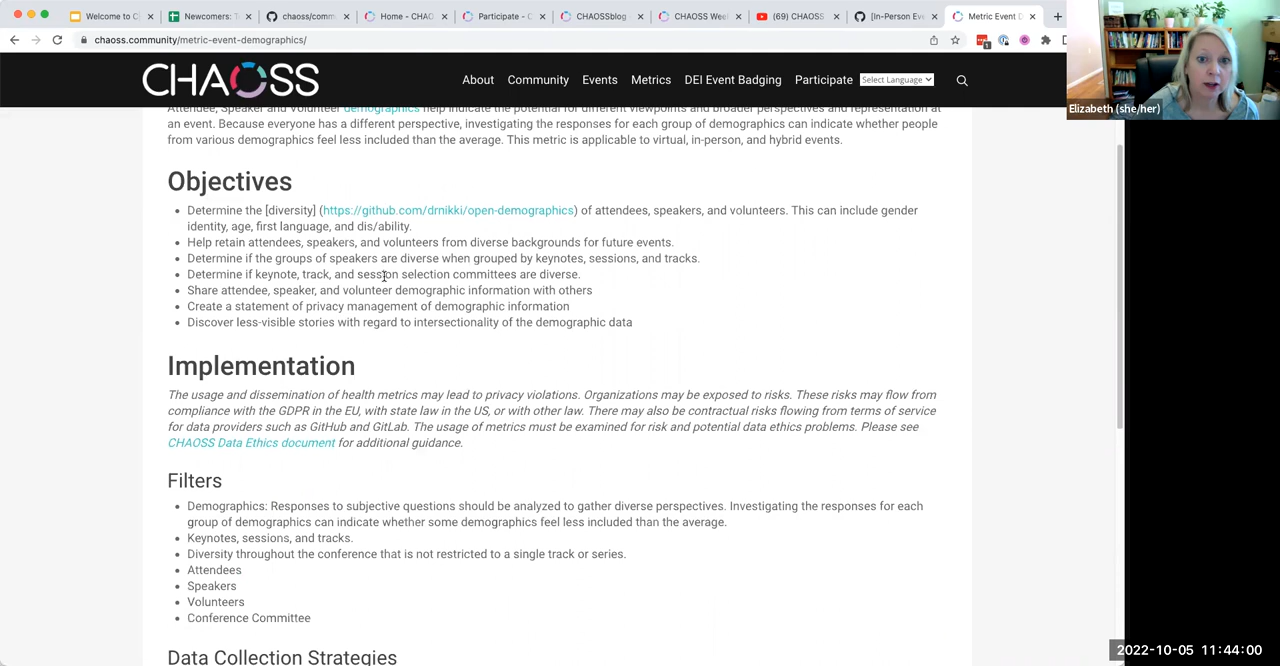 Welcome to C
Newcomers: T
chaoss/comm
Home - CHAO
Participate - C
CHAOSSblog
CHAOSS Weel
(69) CHAOSS
[In-Person Eve
Metric Event D
chaoss.community/metric-event-demographics/
1
Elizabeth (she/her)
CHAOSS
About
Community
Events
Metrics
DEI Event Badging
Participate
Select Language
Attendee, Speaker and Volunteer demographics help indicate the potential for different viewpoints and broader perspectives and representation at
an event. Because everyone has a different perspective, investigating the responses for each group of demographics can indicate whether people
from various demographics feel less included than the average. This metric is applicable to virtual, in-person, and hybrid events.
Objectives
Determine the [diversity] (https://github.com/drnikki/open-demographics) of attendees, speakers, and volunteers. This can include gender
identity, age, first language, and dis/ability.
Help retain attendees, speakers, and volunteers from diverse backgrounds for future events.
Determine if the groups of speakers are diverse when grouped by keynotes, sessions, and tracks.
Determine if keynote, track, and session selection committees are diverse.
Share attendee, speaker, and volunteer demographic information with others
Create a statement of privacy management of demographic information
Discover less-visible stories with regard to intersectionality of the demographic data
Implementation
The usage and dissemination of health metrics may lead to privacy violations. Organizations may be exposed to risks. These risks may flow from
compliance with the GDPR in the EU, with state law in the US, or with other law. There may also be contractual risks flowing from terms of service
for data providers such as GitHub and GitLab. The usage of metrics must be examined for risk and potential data ethics problems. Please see
CHAOSS Data Ethics document for additional guidance.
Filters
Demographics: Responses to subjective questions should be analyzed to gather diverse perspectives. Investigating the responses for each
group of demographics can indicate whether some demographics feel less included than the average.
Keynotes, sessions, and tracks.
Diversity throughout the conference that is not restricted to a single track or series.
Attendees
Speakers
Volunteers
Conference Committee
Data Collection Strategies
2022-10-05 11:44:00